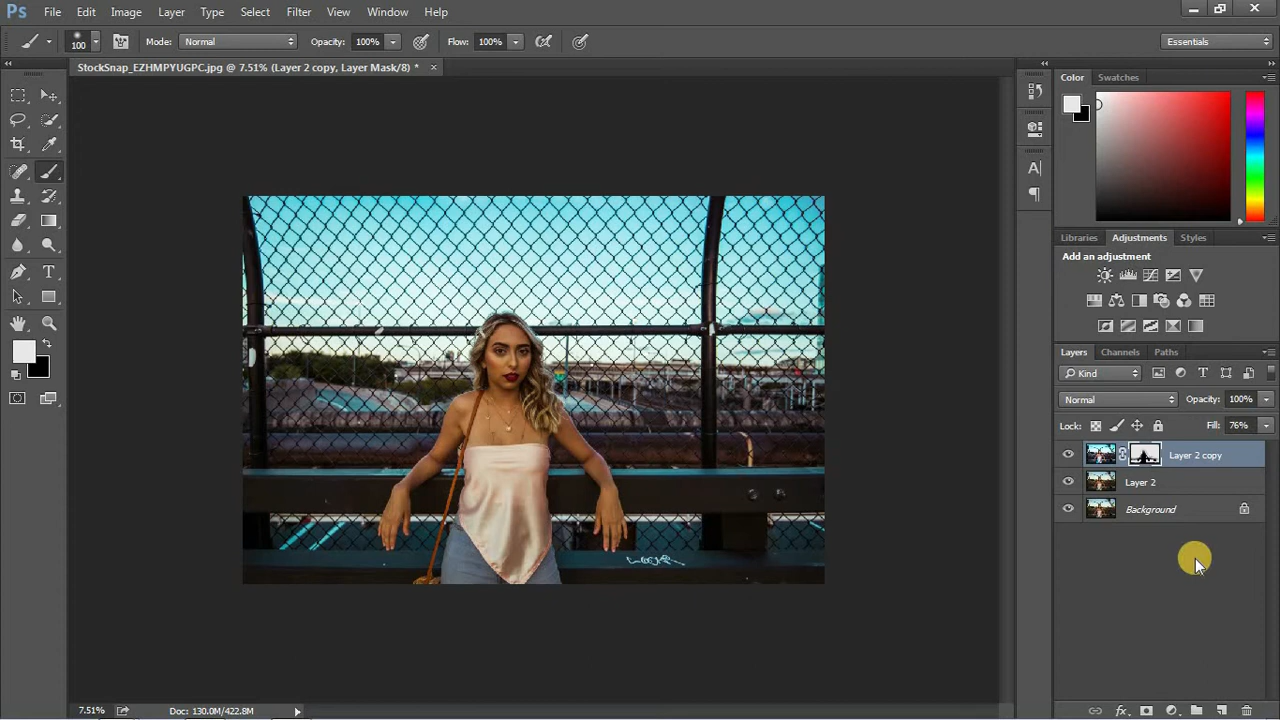 Ps File Edit Image Layer Type Select Filter View Window Help
100 Mode: Normal Opacity: 100% Flow: 100% Essentials
StockSnap_EZHMPYUGPC.jpg @ 7.51% (Layer 2 copy, Layer Mask/8) * ×
Color Swatches
Libraries Adjustments Styles
Add an adjustment
Layers Channels Paths
Kind
Normal Opacity: 100%
Lock: Fill: 76%
Layer 2 copy
Layer 2
Background
7.51% Doc: 130.0M/422.8M